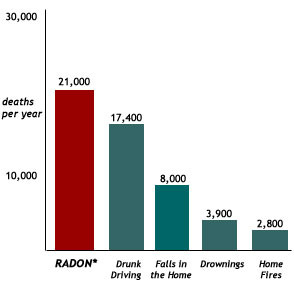 30,000
21,000
deaths
per year
17,400
10,000
8,000
3,900
2,800
RADON*
Drunk
Driving
Falls in
the Home
Drownings
Home
Fires